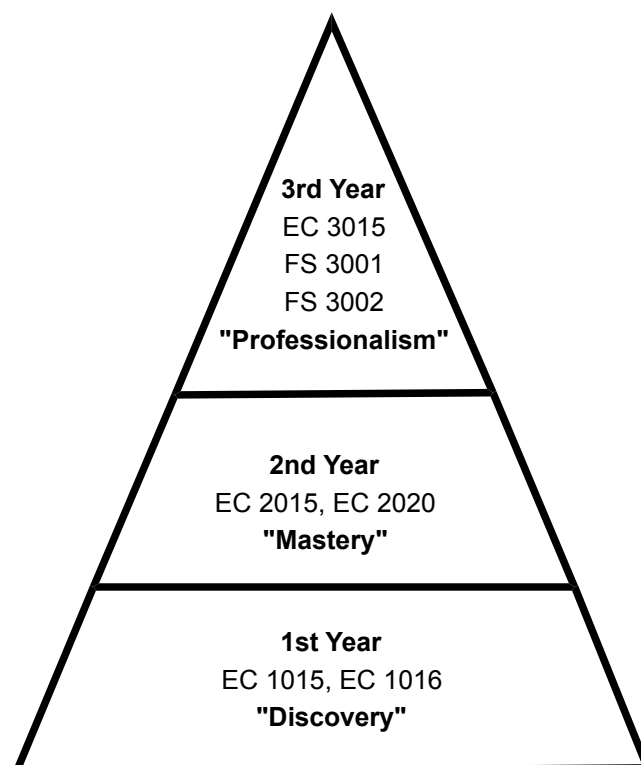 3rd Year
EC 3015
FS 3001
FS 3002
"Professionalism"
2nd Year
EC 2015, EC 2020
"Mastery"
1st Year
EC 1015, EC 1016
"Discovery"